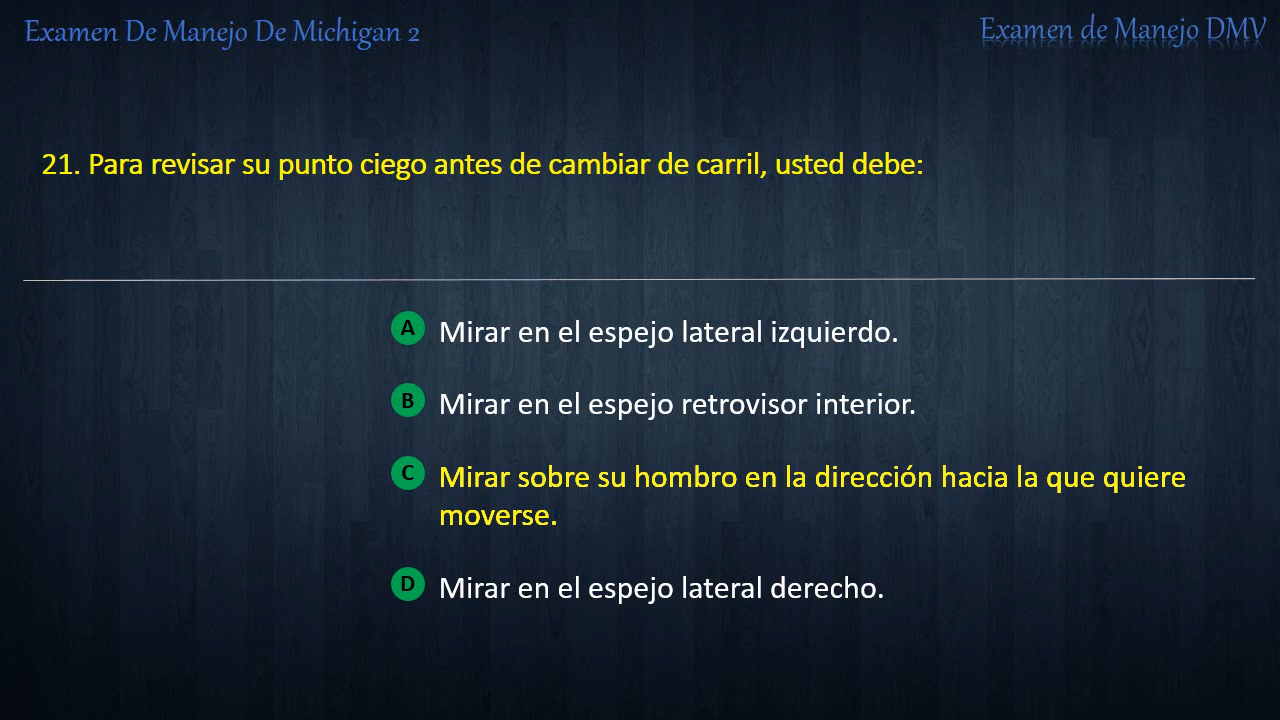 Examen De Manejo De Michigan 2
Examen de Manejo DMV
21. Para revisar su punto ciego antes de cambiar de carril, usted debe:
A Mirar en el espejo lateral izquierdo.
B Mirar en el espejo retrovisor interior.
C Mirar sobre su hombro en la dirección hacia la que quiere
moverse.
D Mirar en el espejo lateral derecho.